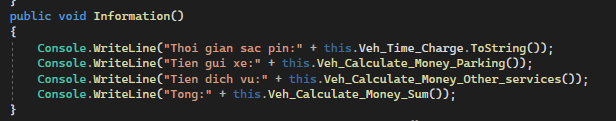 }
public void Information()
{
Console.WriteLine("Thoi gian sac pin:" + this.Veh_Time_Charge.ToString());
Console.WriteLine("Tien gui xe:" + this.Veh_Calculate_Money_Parking());
Console.WriteLine("Tien dich vu:" + this.Veh_Calculate_Money_Other_services());
Console.WriteLine("Tong:" + this.Veh_Calculate_Money_Sum());
}